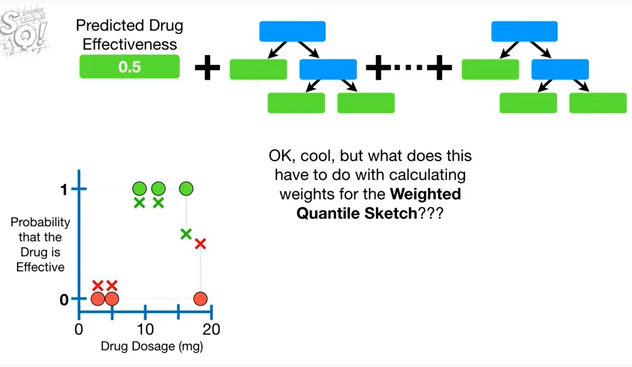 Predicted Drug
Effectiveness
0.5
OK, cool, but what does this
have to do with calculating
weights for the Weighted
Quantile Sketch???
1
Probability
that the
Drug is
Effective
0
0
10
20
Drug Dosage (mg)